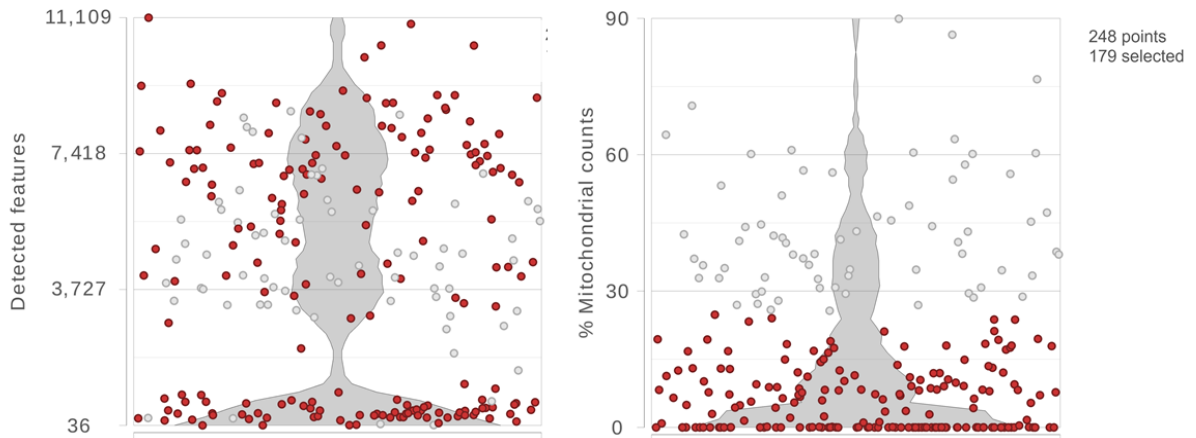 11,109
7,418
3,727
36
Detected features
90
60
30
0
% Mitochondrial counts
248 points
179 selected